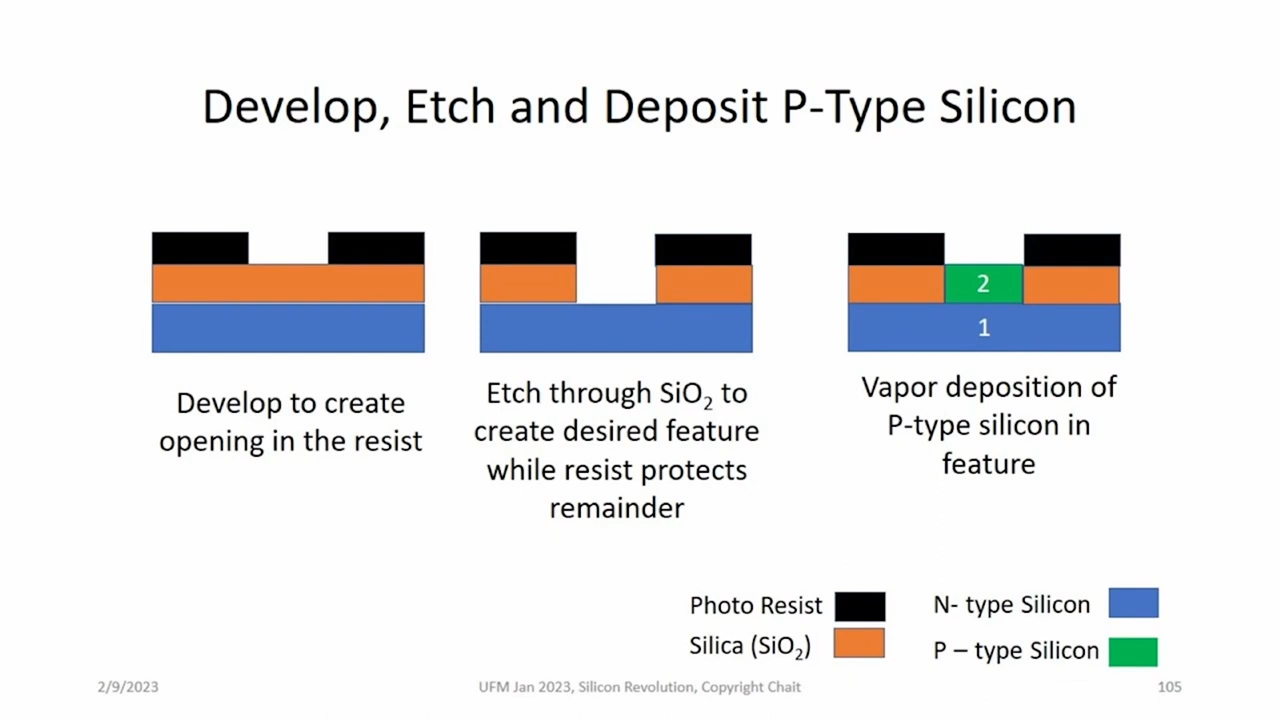 Develop, Etch and Deposit P-Type Silicon
2
1
Develop to create
opening in the resist
Etch through SiO₂ to
create desired feature
while resist protects
remainder
Vapor deposition of
P-type silicon in
feature
Photo Resist
Silica (SiO₂)
N- type Silicon
P – type Silicon
2/9/2023
UFM Jan 2023, Silicon Revolution, Copyright Chait
105